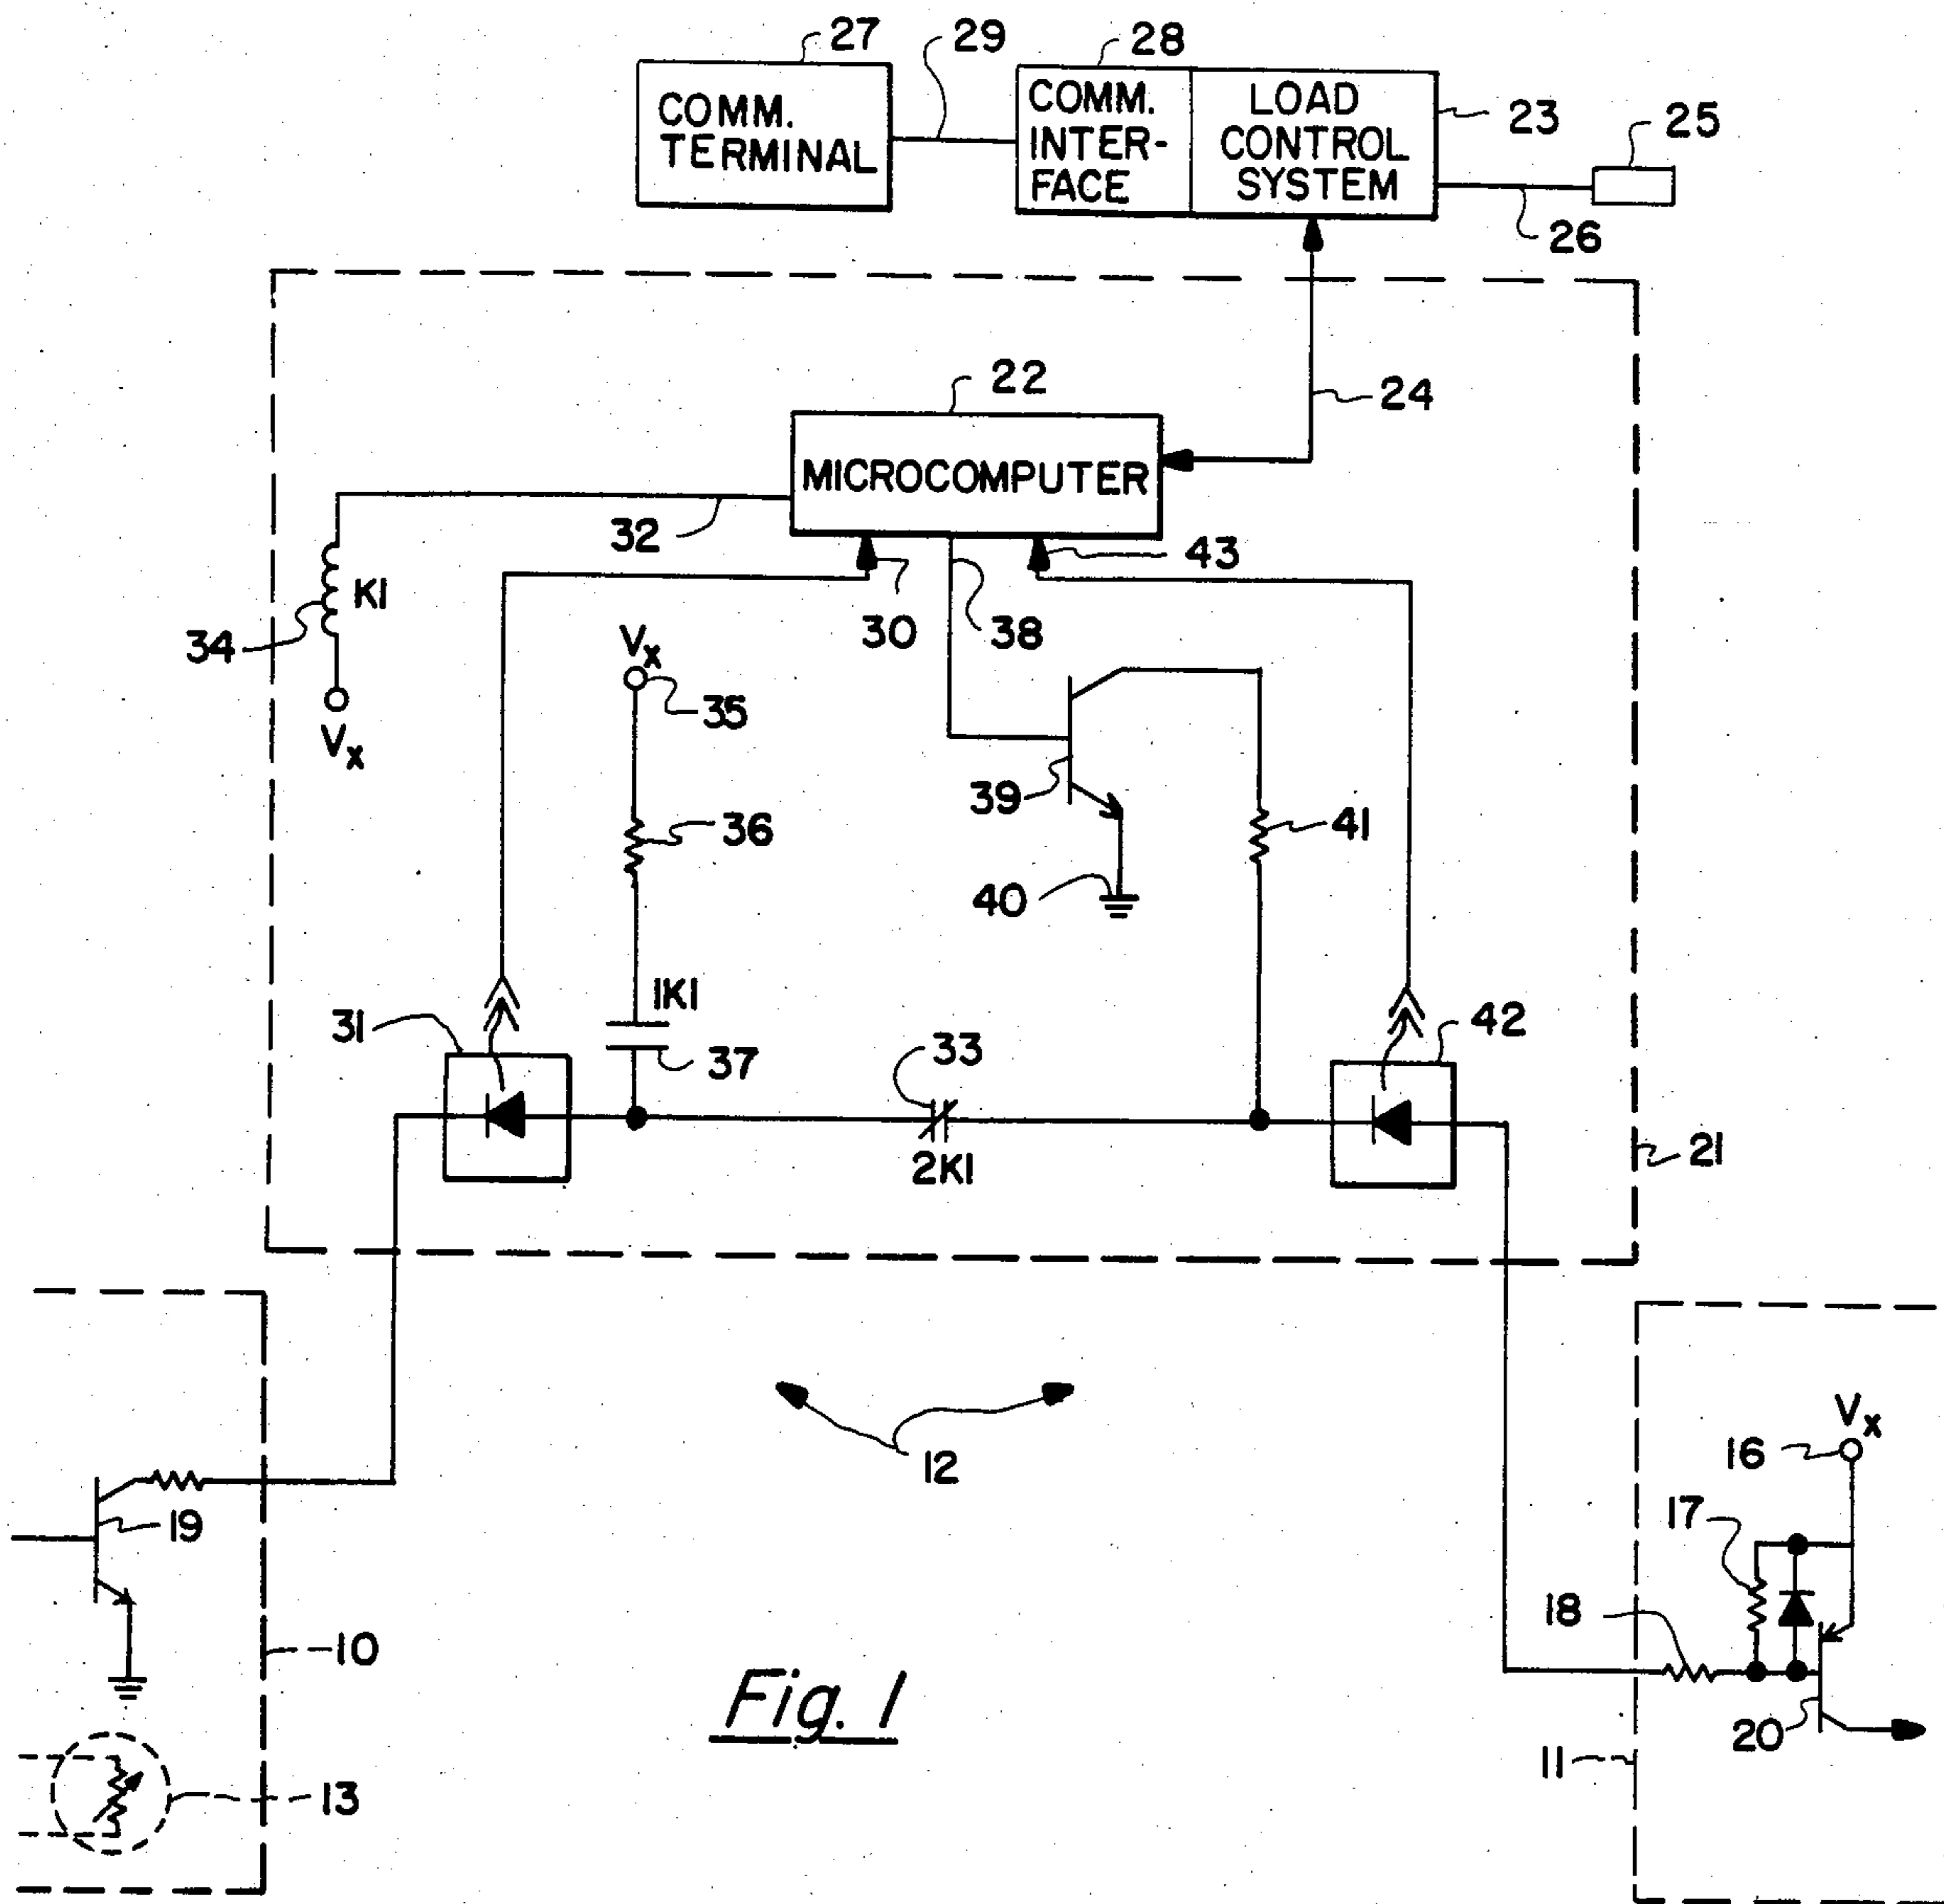 27
29
28
COMM.
TERMINAL
COMM.
INTER-
FACE
LOAD
CONTROL
SYSTEM
23
25
26
22
24
MICROCOMPUTER
32
43
K1
30
38
34
Vx
35
Vx
39
36
41
40
1K1
31
37
33
42
2K1
21
12
Vx
16
19
17
18
10
20
11
13
Fig. 1